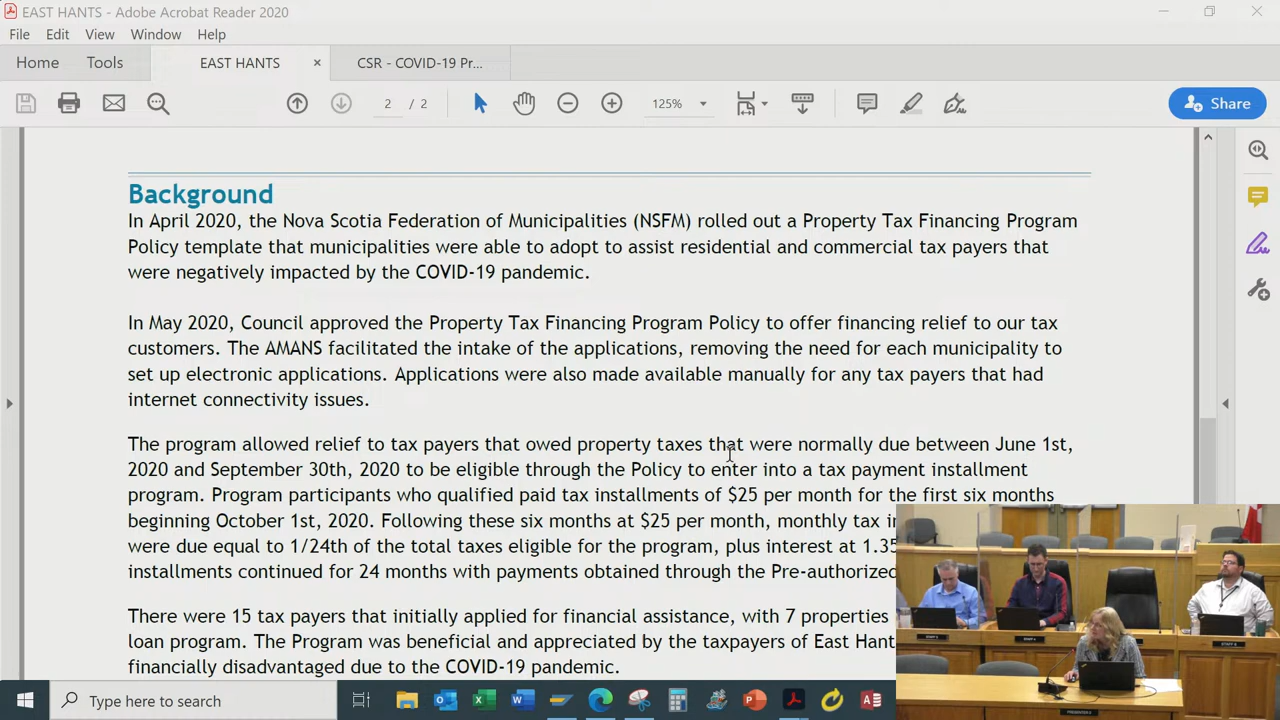 EAST HANTS - Adobe Acrobat Reader 2020
File Edit View Window Help
Home Tools EAST HANTS × CSR - COVID-19 Pr...
2 / 2 125% Share
Background
In April 2020, the Nova Scotia Federation of Municipalities (NSFM) rolled out a Property Tax Financing Program
Policy template that municipalities were able to adopt to assist residential and commercial tax payers that
were negatively impacted by the COVID-19 pandemic.
In May 2020, Council approved the Property Tax Financing Program Policy to offer financing relief to our tax
customers. The AMANS facilitated the intake of the applications, removing the need for each municipality to
set up electronic applications. Applications were also made available manually for any tax payers that had
internet connectivity issues.
The program allowed relief to tax payers that owed property taxes that were normally due between June 1st,
2020 and September 30th, 2020 to be eligible through the Policy to enter into a tax payment installment
program. Program participants who qualified paid tax installments of $25 per month for the first six months
beginning October 1st, 2020. Following these six months at $25 per month, monthly tax in
were due equal to 1/24th of the total taxes eligible for the program, plus interest at 1.35
installments continued for 24 months with payments obtained through the Pre-authorized
There were 15 tax payers that initially applied for financial assistance, with 7 properties
loan program. The Program was beneficial and appreciated by the taxpayers of East Hant
financially disadvantaged due to the COVID-19 pandemic.
Type here to search